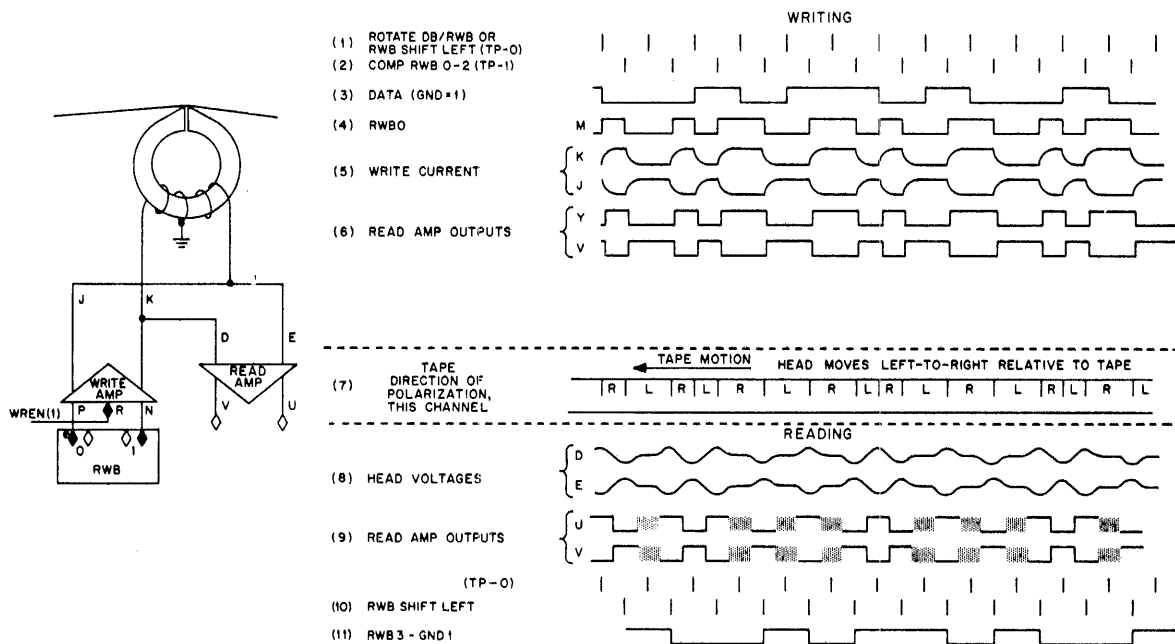 WRITING
(1) ROTATE DB/RWB OR
RWB SHIFT LEFT (TP-0)
(2) COMP RWB 0-2 (TP-1)
(3) DATA (GND=1)
(4) RWB0 M
(5) WRITE CURRENT K
J
(6) READ AMP OUTPUTS Y
V
J K D E
WRITE AMP
READ AMP
WREN(1) P R N V U
0 1
RWB
TAPE MOTION HEAD MOVES LEFT-TO-RIGHT RELATIVE TO TAPE
(7) TAPE
DIRECTION OF
POLARIZATION,
THIS CHANNEL
R L R L R L R L R L R L R L R L
READING
(8) HEAD VOLTAGES D
E
(9) READ AMP OUTPUTS U
V
(TP-0)
(10) RWB SHIFT LEFT
(11) RWB3 - GND 1